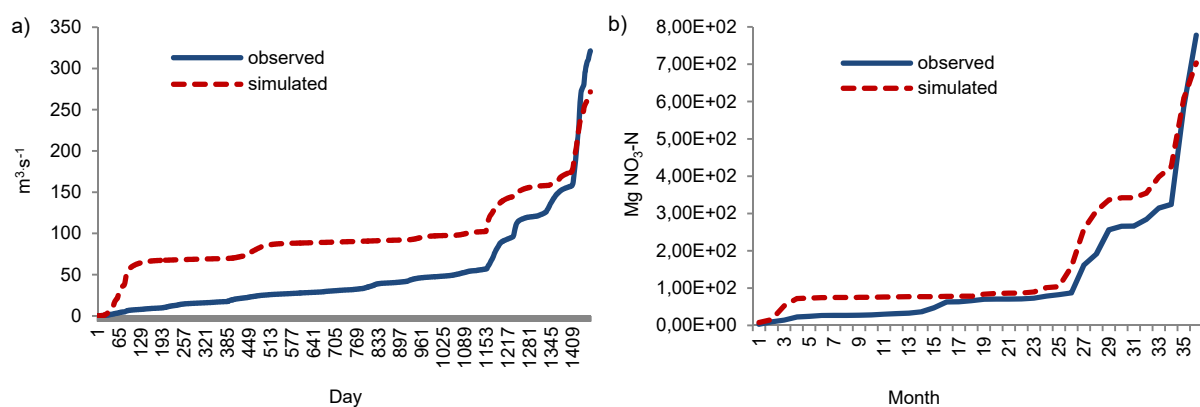 a)
350
300
250
200
150
100
50
0
m³·s⁻¹
observed
simulated
1 65 129 193 257 321 385 449 513 577 641 705 769 833 897 961 1025 1089 1153 1217 1281 1345 1409
Day
b)
8,00E+02
7,00E+02
6,00E+02
5,00E+02
4,00E+02
3,00E+02
2,00E+02
1,00E+02
0,00E+00
Mg NO₃-N
observed
simulated
1 3 5 7 9 11 13 15 17 19 21 23 25 27 29 31 33 35
Month